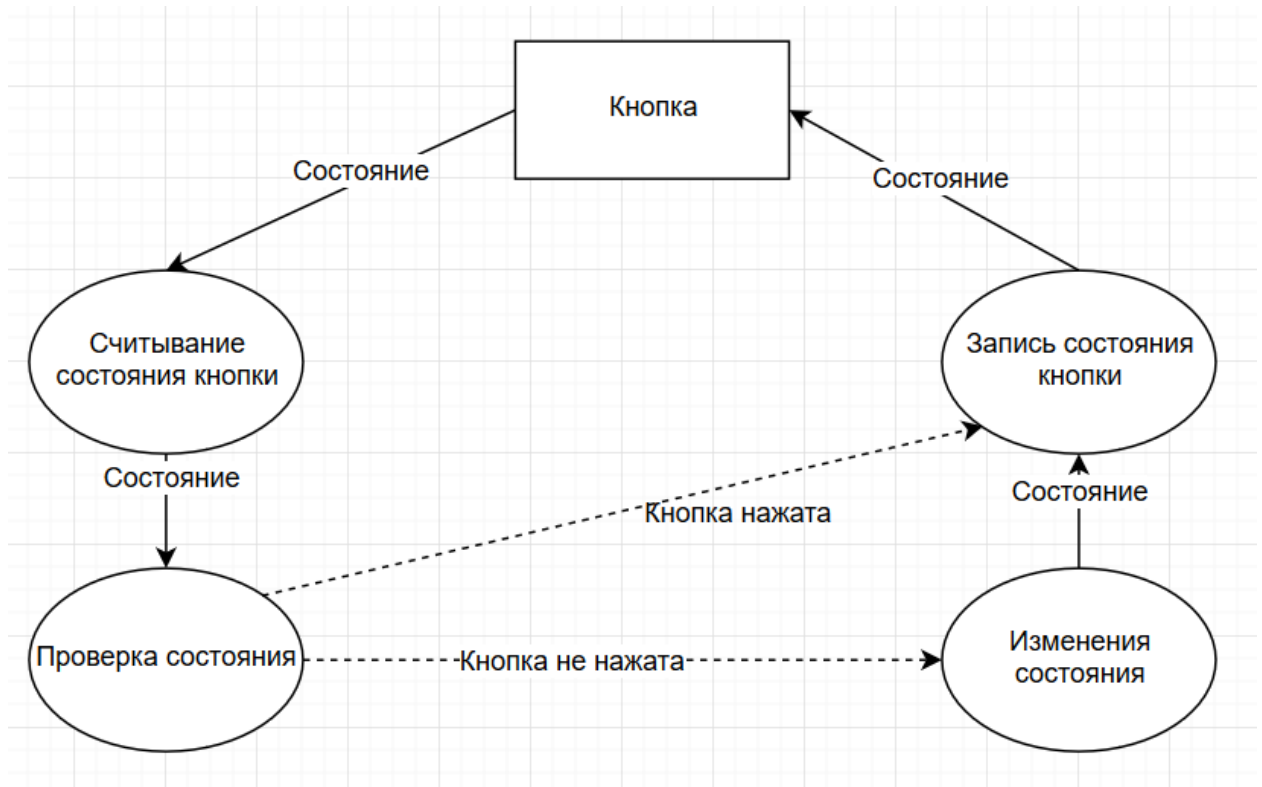 Кнопка
Состояние
Состояние
Считывание
состояния кнопки
Запись состояния
кнопки
Состояние
Состояние
Кнопка нажата
Проверка состояния
Кнопка не нажата
Изменения
состояния